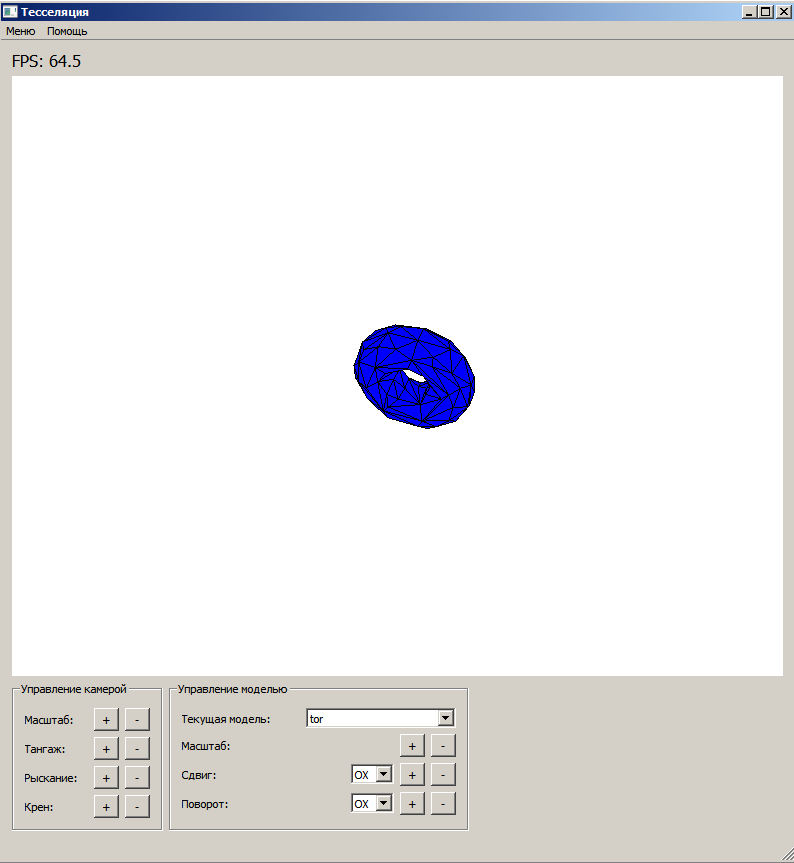 Тесселяция
Меню Помощь
FPS: 64.5
Управление камерой
Масштаб: + -
Тангаж: + -
Рыскание: + -
Крен: + -
Управление моделью
Текущая модель: tor
Масштаб: + -
Сдвиг: OX + -
Поворот: OX + -